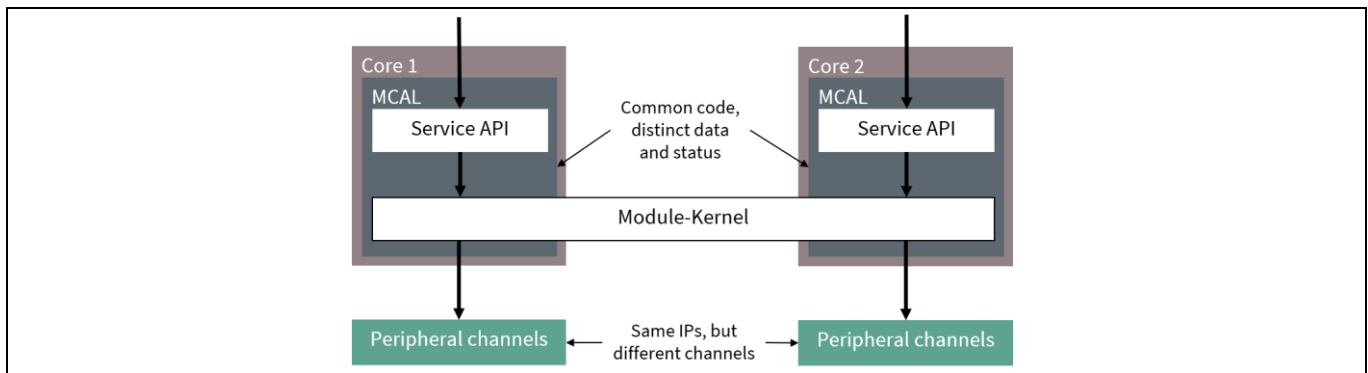 Core 1
MCAL
Service API
Common code,
distinct data
and status
Core 2
MCAL
Service API
Module-Kernel
Peripheral channels
Same IPs, but
different channels
Peripheral channels